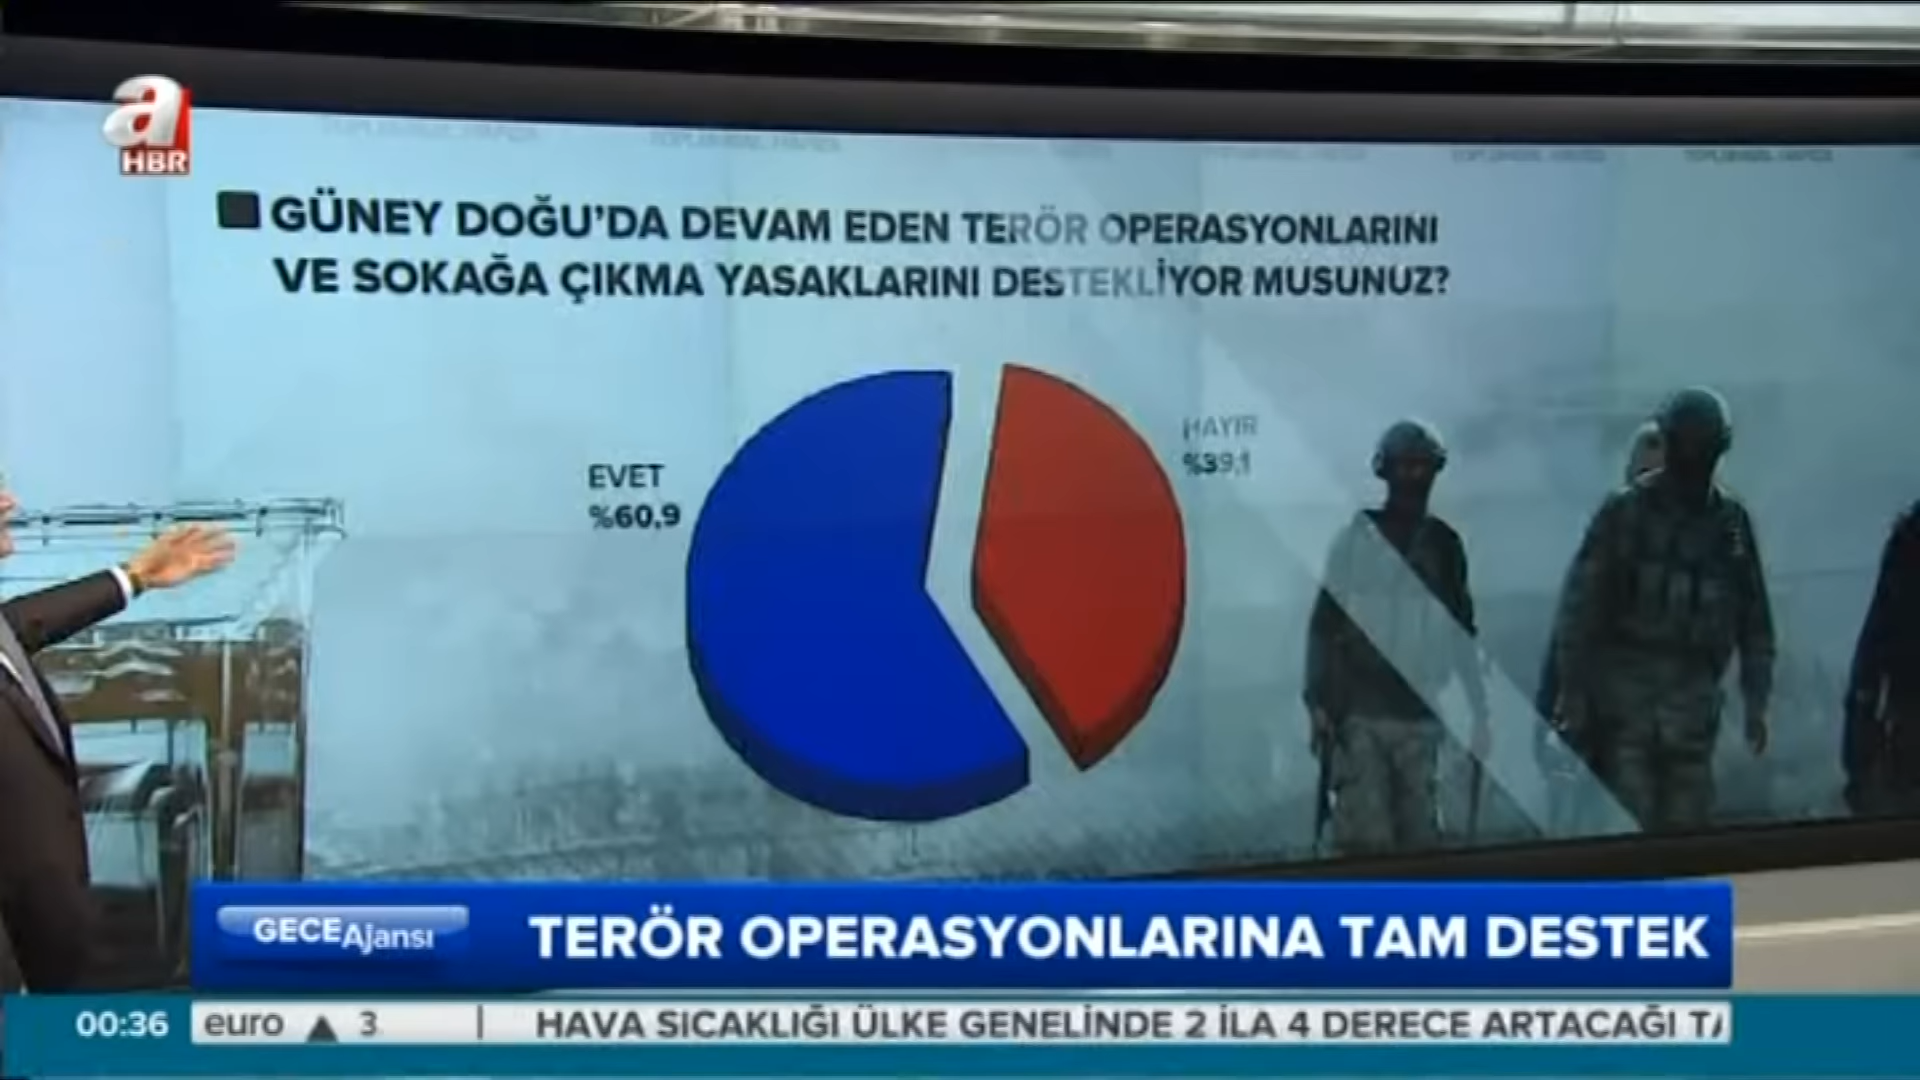 a
HBR
GÜNEY DOĞU'DA DEVAM EDEN TERÖR OPERASYONLARINI
VE SOKAĞA ÇIKMA YASAKLARINI DESTEKLİYOR MUSUNUZ?
HAYIR
%39,1
EVET
%60,9
GECE Ajansı
TERÖR OPERASYONLARINA TAM DESTEK
00:36 euro ▲ 3 | HAVA SICAKLIĞI ÜLKE GENELİNDE 2 İLA 4 DERECE ARTACAĞI